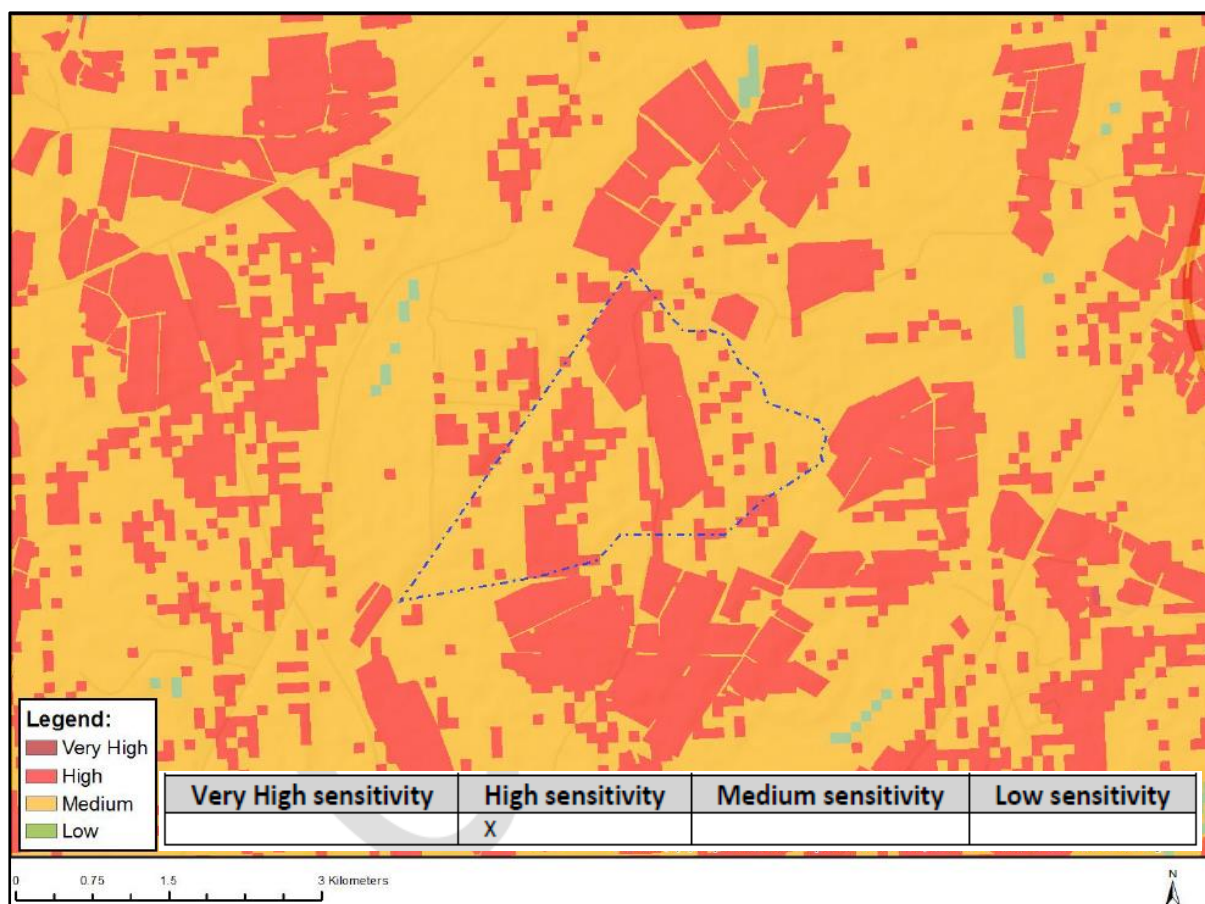 Legend:
Very High
High
Medium
Low
Very High sensitivity High sensitivity Medium sensitivity Low sensitivity
X
0 0.75 1.5 3 Kilometers
N